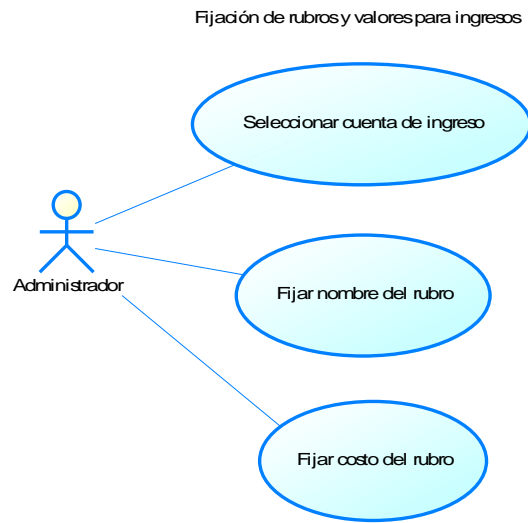 Fijación de rubros y valores para ingresos
Seleccionar cuenta de ingreso
Administrador
Fijar nombre del rubro
Fijar costo del rubro